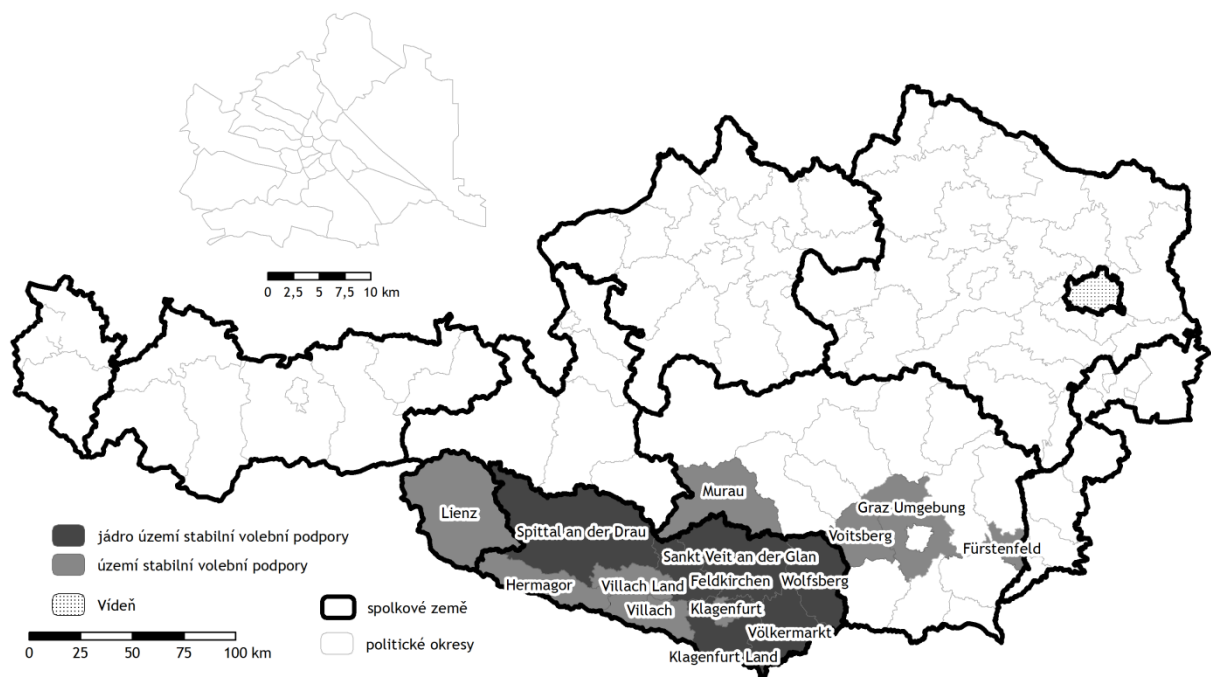 0 2,5 5 7,5 10 km
Murau
Lienz
Graz Umgebung
Spittal an der Drau
Voitsberg
Fürstenfeld
Sankt Veit an der Glan
Hermagor
Villach Land
Feldkirchen
Wolfsberg
Villach
Klagenfurt
Völkermarkt
Klagenfurt Land
jádro území stabilní volební podpory
území stabilní volební podpory
Vídeň
spolkové země
politické okresy
0 25 50 75 100 km